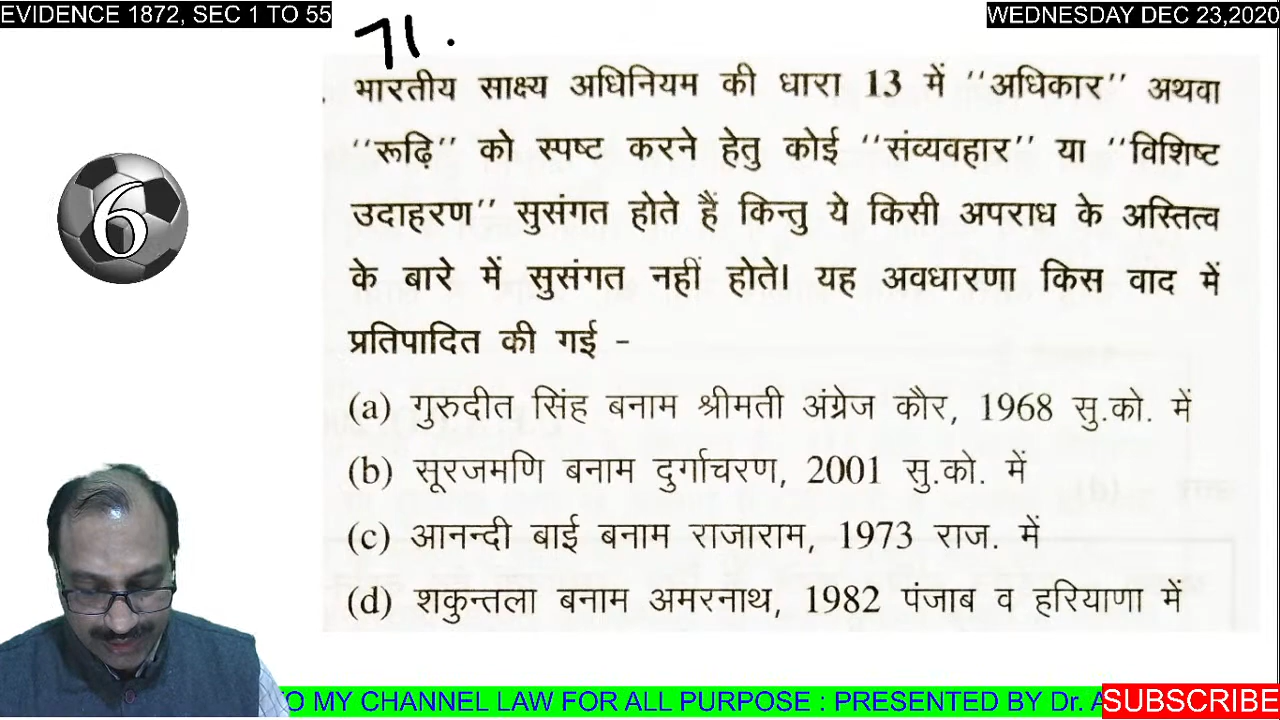 EVIDENCE 1872, SEC 1 TO 55
WEDNESDAY DEC 23,2020
71.
भारतीय साक्ष्य अधिनियम की धारा 13 में "अधिकार" अथवा
"रूढ़ि" को स्पष्ट करने हेतु कोई "संव्यवहार" या "विशिष्ट
उदाहरण" सुसंगत होते हैं किन्तु ये किसी अपराध के अस्तित्व
के बारे में सुसंगत नहीं होते। यह अवधारणा किस वाद में
प्रतिपादित की गई -
(a) गुरुदीत सिंह बनाम श्रीमती अंग्रेज कौर, 1968 सु.को. में
(b) सूरजमणि बनाम दुर्गाचरण, 2001 सु.को. में
(c) आनन्दी बाई बनाम राजाराम, 1973 राज. में
(d) शकुन्तला बनाम अमरनाथ, 1982 पंजाब व हरियाणा में
6
TO MY CHANNEL LAW FOR ALL PURPOSE : PRESENTED BY Dr. A
SUBSCRIBE